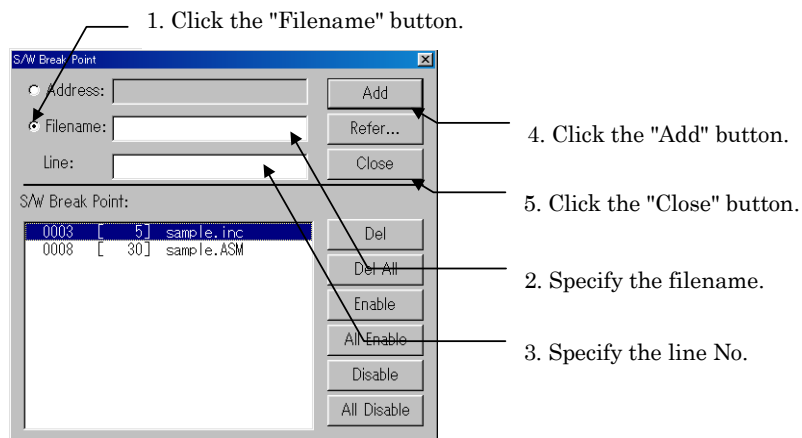 1. Click the "Filename" button.
S/W Break Point
Address:
Add
Filename:
Refer...
4. Click the "Add" button.
Line:
Close
5. Click the "Close" button.
S/W Break Point:
0003 [ 5] sample.inc
Del
0008 [ 30] sample.ASM
Del All
2. Specify the filename.
Enable
All Enable
3. Specify the line No.
Disable
All Disable